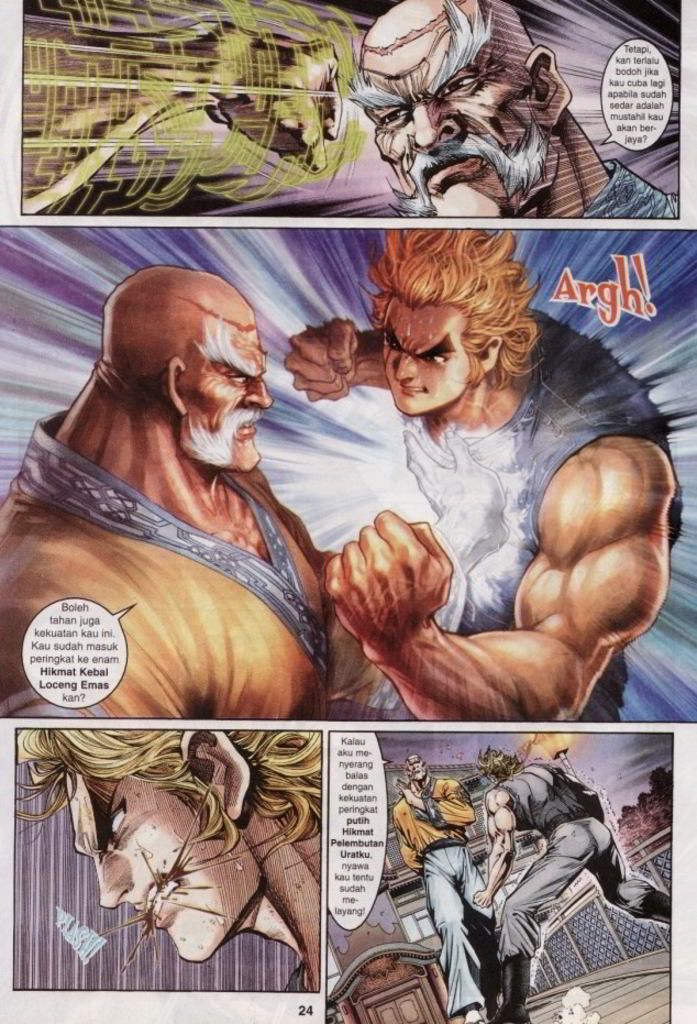 Tetapi,
kan terlalu
bodoh jika
kau cuba lagi
apabila sudah
sedar adalah
mustahil kau
akan ber-
jaya?
Argh!
Boleh
tahan juga
kekuatan kau ini.
Kau sudah masuk
peringkat ke enam
Hikmat Kebal
Loceng Emas
kan?
Kalau
aku me-
nyerang
balas
dengan
kekuatan
peringkat
putih
Hikmat
Pelembutan
Uratku,
nyawa
kau tentu
sudah
me-
layang!
24